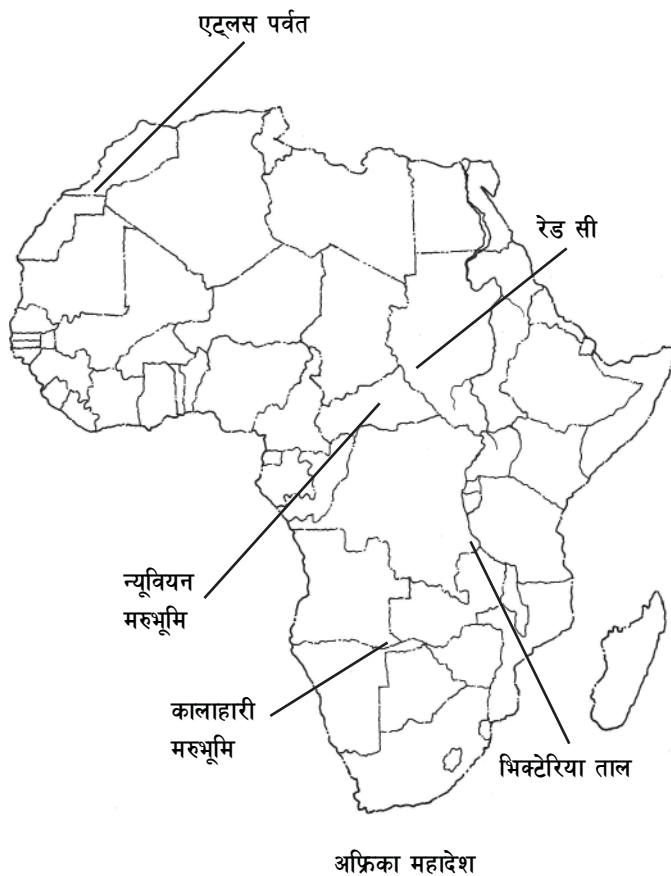 एट्लस पर्वत
रेड सी
न्यूवियन
मरुभूमि
कालाहारी
मरुभूमि
भिक्टेरिया ताल
अफ्रिका महादेश